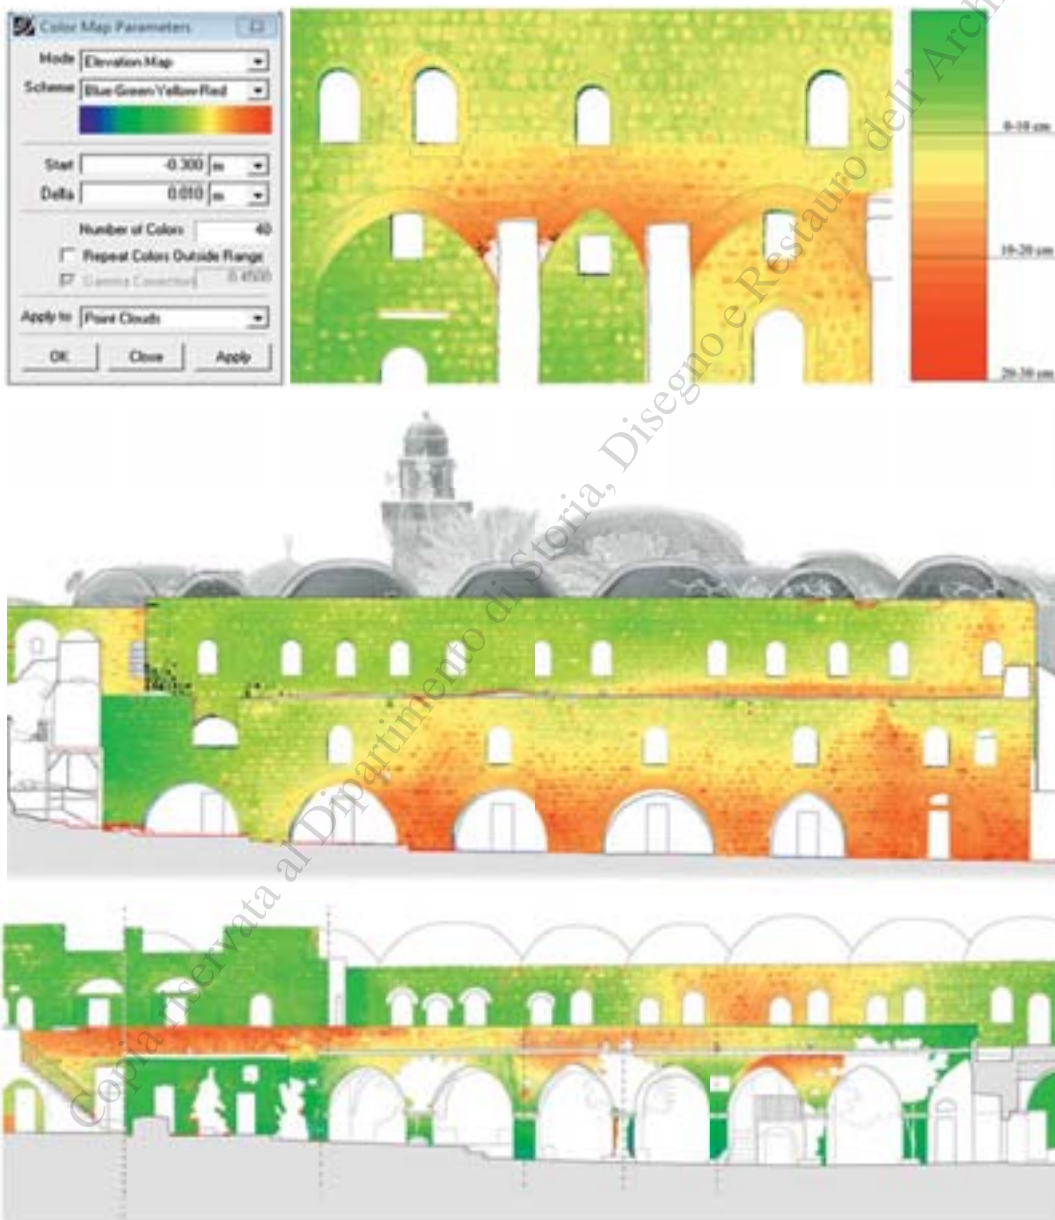 Color Map Parameters
Mode Elevation Map
Scheme Blue-Green-Yellow-Red
Start -0.300 m
Delta 0.010 m
Number of Colors 40
Repeat Colors Outside Range
Gamma Correction 0.4500
Apply to Point Clouds
OK Close Apply
0-10 cm
10-20 cm
20-30 cm
Copia riservata al Dipartimento di Storia, Disegno e Restauro dell'